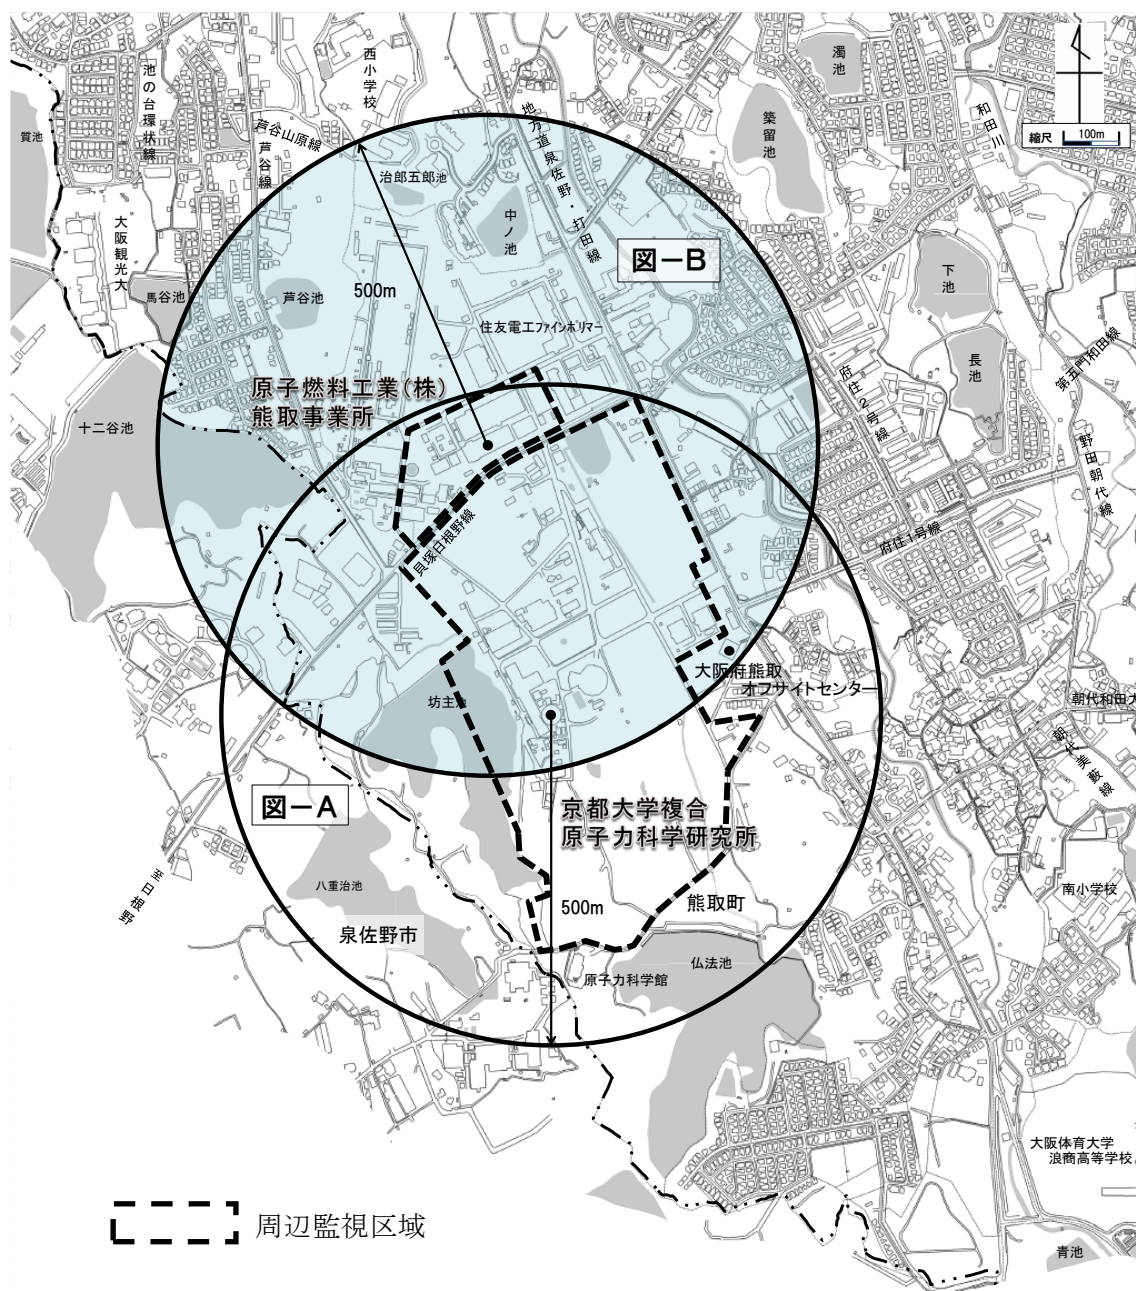 西小学校
濁池
池の台環状線
芦谷山原線
芦谷線
地方道泉佐野・打田線
築留池
和田川
縮尺 100m
質池
治郎五郎池
中ノ池
大阪観光大
図－B
下池
馬谷池
芦谷池
500m
住友電工ファインポリマー
府住2号線
長池
第五門和田線
原子燃料工業(株)
熊取事業所
十二谷池
野田朝代線
貝塚日根野線
府住1号線
大阪府熊取
オフサイトセンター
坊主池
朝代和田
朝代美藪線
図－A
京都大学複合
原子力科学研究所
至日根野
八重治池
500m
熊取町
南小学校
泉佐野市
仏法池
原子力科学館
大阪体育大学
浪商高等学校
周辺監視区域
青池